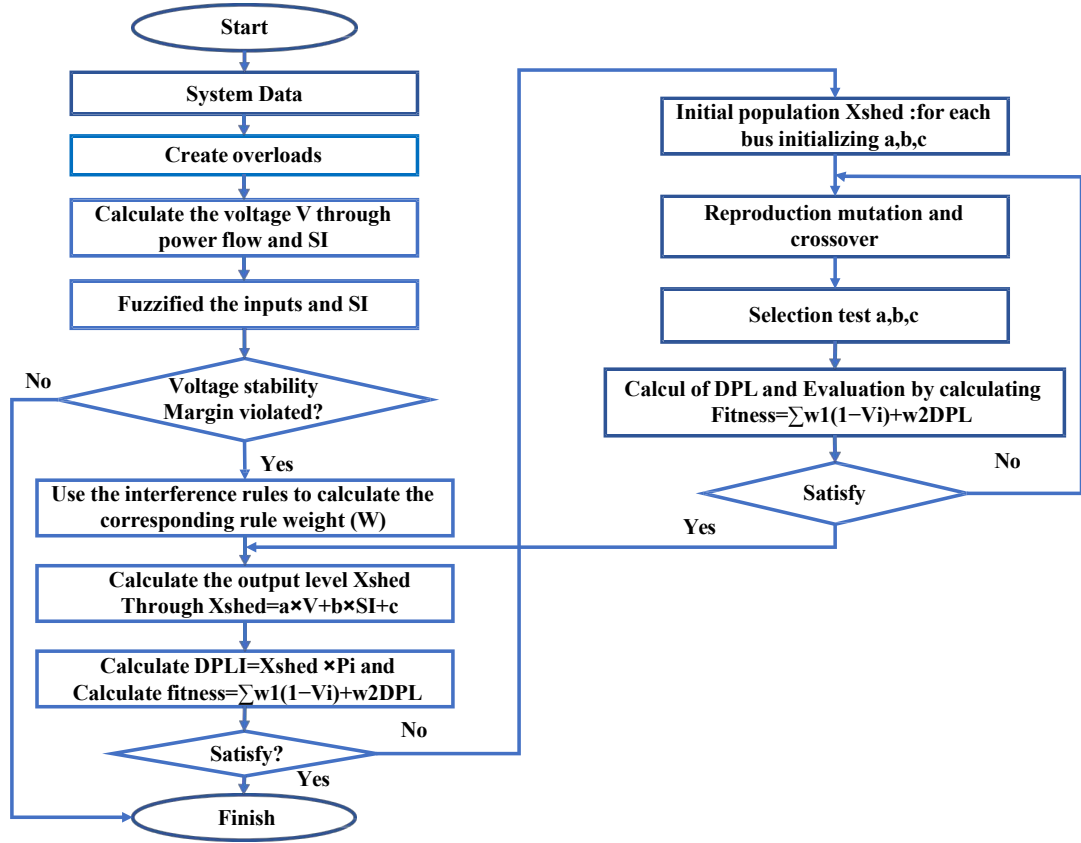 Start
System Data
Create overloads
Calculate the voltage V through
power flow and SI
Fuzzified the inputs and SI
No
Voltage stability
Margin violated?
Yes
Use the interference rules to calculate the
corresponding rule weight (W)
Calculate the output level Xshed
Through Xshed=a×V+b×SI+c
Calculate DPLI=Xshed ×Pi and
Calculate fitness=∑w1(1−Vi)+w2DPL
No
Satisfy?
Yes
Finish
Initial population Xshed :for each
bus initializing a,b,c
Reproduction mutation and
crossover
Selection test a,b,c
Calcul of DPL and Evaluation by calculating
Fitness=∑w1(1−Vi)+w2DPL
No
Satisfy
Yes